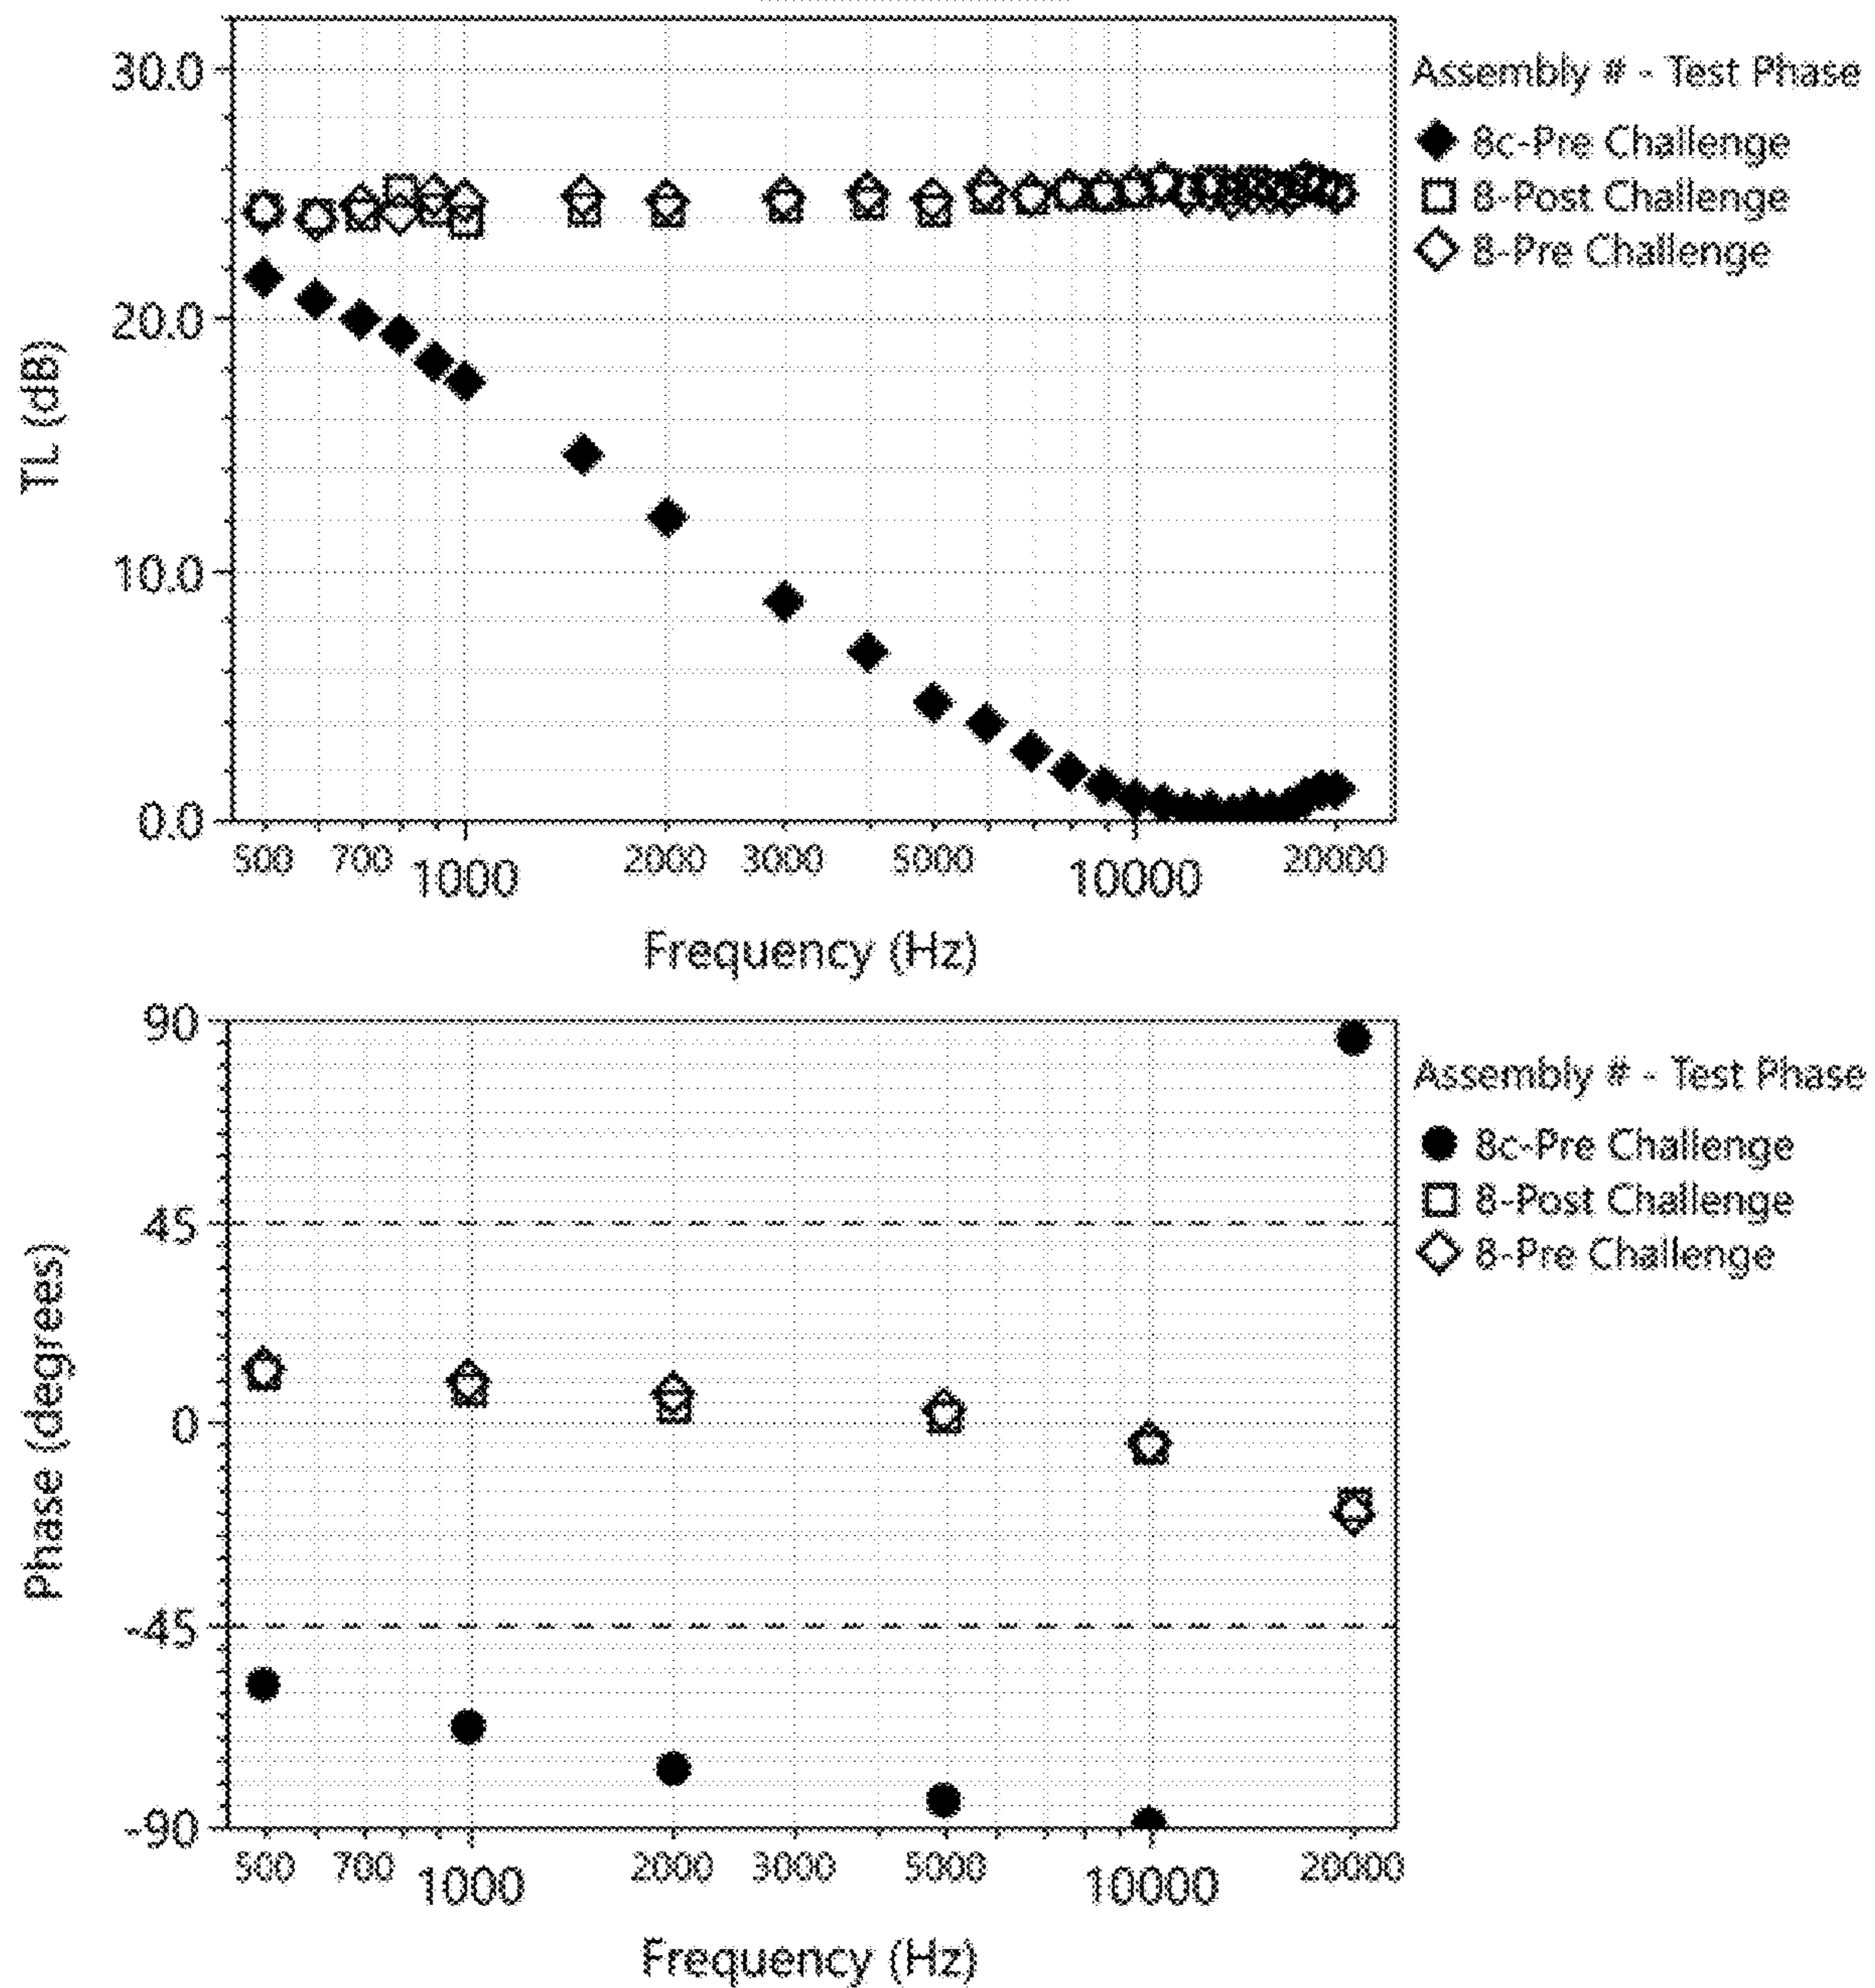 30.0
20.0
10.0
0.0
TL (dB)
500 700 1000 2000 3000 5000 10000 20000
Frequency (Hz)
Assembly # - Test Phase
8c-Pre Challenge
8-Post Challenge
8-Pre Challenge
90
45
0
-45
-90
Phase (degrees)
500 700 1000 2000 3000 5000 10000 20000
Frequency (Hz)
Assembly # - Test Phase
8c-Pre Challenge
8-Post Challenge
8-Pre Challenge